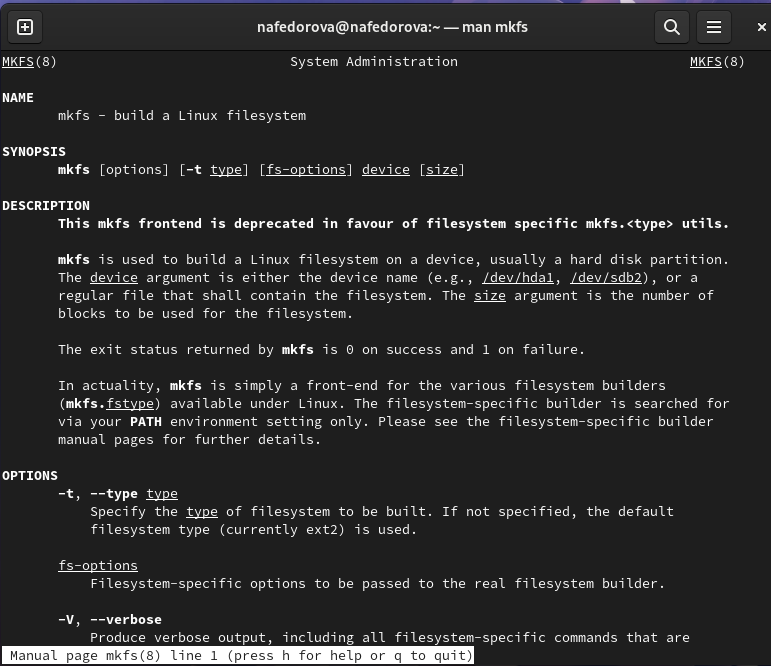 nafedorova@nafedorova:~ — man mkfs
MKFS(8) System Administration MKFS(8)
NAME
mkfs - build a Linux filesystem
SYNOPSIS
mkfs [options] [-t type] [fs-options] device [size]
DESCRIPTION
This mkfs frontend is deprecated in favour of filesystem specific mkfs.<type> utils.
mkfs is used to build a Linux filesystem on a device, usually a hard disk partition.
The device argument is either the device name (e.g., /dev/hda1, /dev/sdb2), or a
regular file that shall contain the filesystem. The size argument is the number of
blocks to be used for the filesystem.
The exit status returned by mkfs is 0 on success and 1 on failure.
In actuality, mkfs is simply a front-end for the various filesystem builders
(mkfs.fstype) available under Linux. The filesystem-specific builder is searched for
via your PATH environment setting only. Please see the filesystem-specific builder
manual pages for further details.
OPTIONS
-t, --type type
Specify the type of filesystem to be built. If not specified, the default
filesystem type (currently ext2) is used.
fs-options
Filesystem-specific options to be passed to the real filesystem builder.
-V, --verbose
Produce verbose output, including all filesystem-specific commands that are
Manual page mkfs(8) line 1 (press h for help or q to quit)